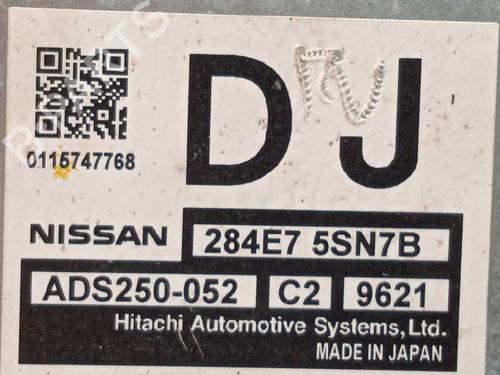 D J
0115747768
NISSAN 284E7 5SN7B
ADS250-052 C2 9621
Hitachi Automotive Systems, Ltd.
MADE IN JAPAN